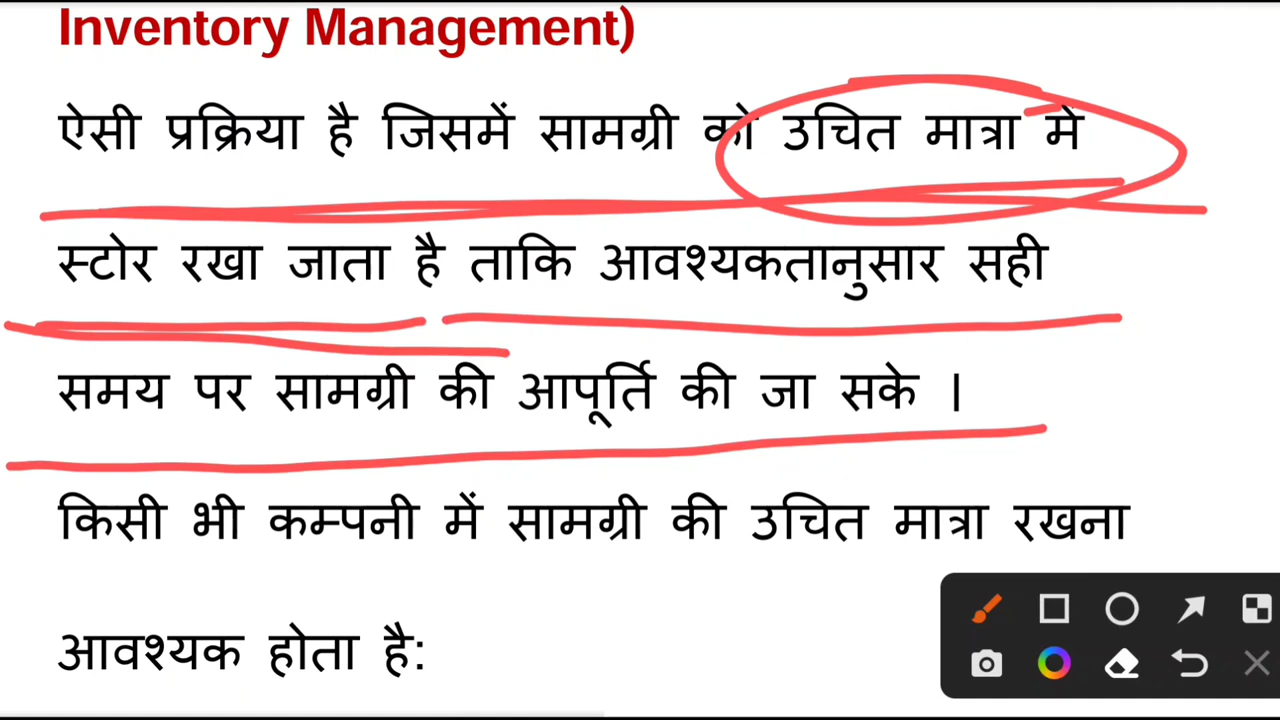 Inventory Management)
ऐसी प्रक्रिया है जिसमें सामग्री को उचित मात्रा मे
स्टोर रखा जाता है ताकि आवश्यकतानुसार सही
समय पर सामग्री की आपूर्ति की जा सके ।
किसी भी कम्पनी में सामग्री की उचित मात्रा रखना
आवश्यक होता है: